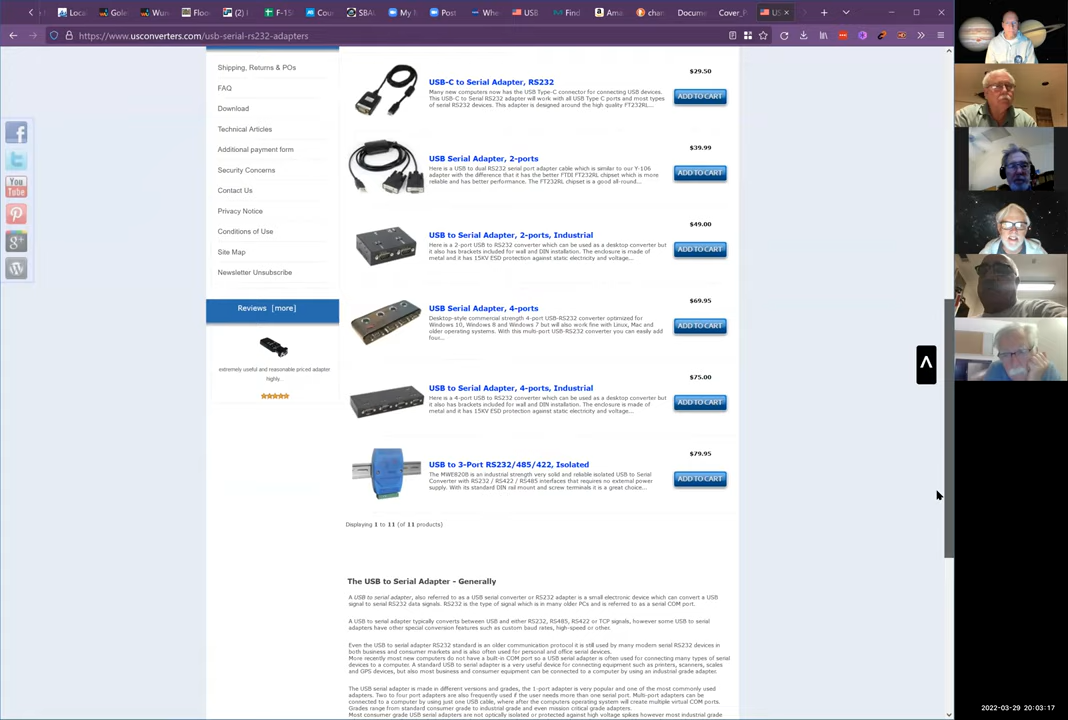 Local
Gole
Wun
Floo
(2) I
F-15
Cou
SBAU
My N
Post
Whe
USB
Find
Ama
chan
Docume
Cover_R
US
https://www.usconverters.com/usb-serial-rs232-adapters
Shipping, Returns & POs
FAQ
Download
Technical Articles
Additional payment form
Security Concerns
Contact Us
Privacy Notice
Conditions of Use
Site Map
Newsletter Unsubscribe
Reviews [more]
extremely useful and reasonable priced adapter
highly..
$29.50
USB-C to Serial Adapter, RS232
Many new computers now has the USB Type-C connector for connecting USB devices.
This USB-C to Serial RS232 adapter will work with all USB Type C ports and most types
of serial RS232 devices. This adapter is designed around the high quality FT232RL...
ADD TO CART
$39.99
USB Serial Adapter, 2-ports
Here is a USB to dual RS232 serial port adapter cable which is similar to our Y-106
adapter with the difference that it has the better FTDI FT232RL chipset which is more
reliable and has better performance. The FT232RL chipset is a good all-round...
ADD TO CART
$49.00
USB to Serial Adapter, 2-ports, Industrial
Here is a 2-port USB to RS232 converter which can be used as a desktop converter but
it also has brackets included for wall and DIN installation. The enclosure is made of
metal and it has 15KV ESD protection against static electricity and voltage...
ADD TO CART
$69.95
USB Serial Adapter, 4-ports
Desktop-style commercial strength 4-port USB-RS232 converter optimized for
Windows 10, Windows 8 and Windows 7 but will also work fine with Linux, Mac and
older operating systems. With this multi-port USB-RS232 converter you can easily add
four...
ADD TO CART
$75.00
USB to Serial Adapter, 4-ports, Industrial
Here is a 4-port USB to RS232 converter which can be used as a desktop converter but
it also has brackets included for wall and DIN installation. The enclosure is made of
metal and it has 15KV ESD protection against static electricity and voltage...
ADD TO CART
$79.95
USB to 3-Port RS232/485/422, Isolated
The MWE820B is an industrial strength very solid and reliable isolated USB to Serial
Converter with RS232 / RS422 / RS485 interfaces that requires no external power
supply. With its standard DIN rail mount and screw terminals it is a great choice...
ADD TO CART
Displaying 1 to 11 (of 11 products)
The USB to Serial Adapter - Generally
A USB to serial adapter, also referred to as a USB serial converter or RS232 adapter is a small electronic device which can convert a USB
signal to serial RS232 data signals. RS232 is the type of signal which is in many older PCs and is referred to as a serial COM port.
A USB to serial adapter typically converts between USB and either RS232, RS485, RS422 or TCP signals, however some USB to serial
adapters have other special conversion features such as custom baud rates, high-speed or other.
Even the USB to serial adapter RS232 standard is an older communication protocol it is still used by many modern serial RS232 devices in
both business and consumer markets and is also often used for personal and office serial devices.
More recently most new computers do not have a built-in COM port so a USB serial adapter is often used for connecting many types of serial
devices to a computer. A standard USB to serial adapter is a very useful device for connecting equipment such as printers, scanners, scales
and GPS devices, but also most business and consumer equipment can be connected to a computer by using an industrial grade adapter.
The USB serial adapter is made in different versions and grades, the 1-port adapter is very popular and one of the most commonly used
adapters. Two to four port adapters are also frequently used if the user needs more than one serial port. Multi-port adapters can be
connected to a computer by using just one USB cable, where after the computers operating system will create multiple virtual COM ports.
Grades range from standard consumer grade to industrial and even mission critical grade adapters.
Most consumer grade USB serial adapters are not optically isolated or protected against high voltage spikes however most industrial grade
2022-03-29 20:03:17